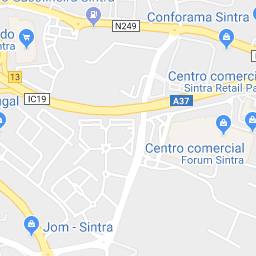 N249
Conforama Sintra
Centro comercial
Sintra Retail Pa
13
IC19
A37
Centro comercial
Forum Sintra
Jom - Sintra